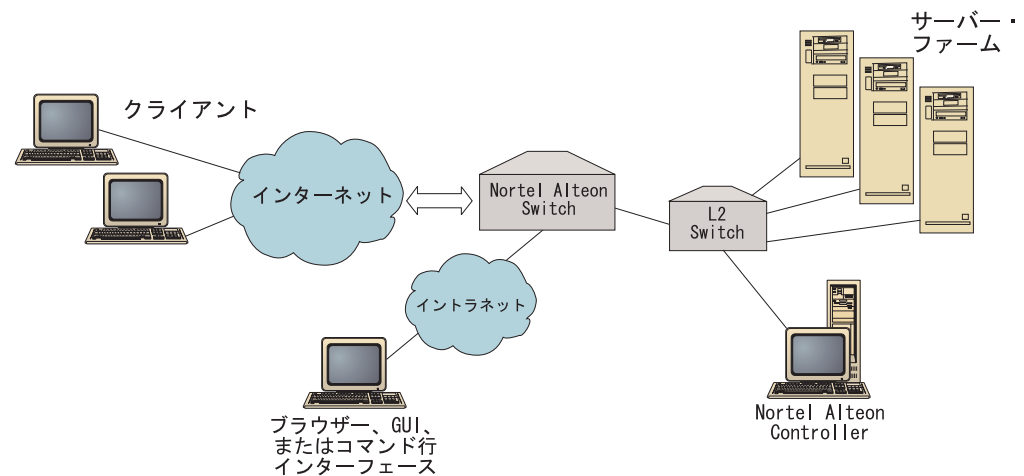 サーバー・
ファーム
クライアント
インターネット
Nortel Alteon
Switch
L2
Switch
イントラネット
ブラウザー、GUI、
またはコマンド行
インターフェース
Nortel Alteon
Controller